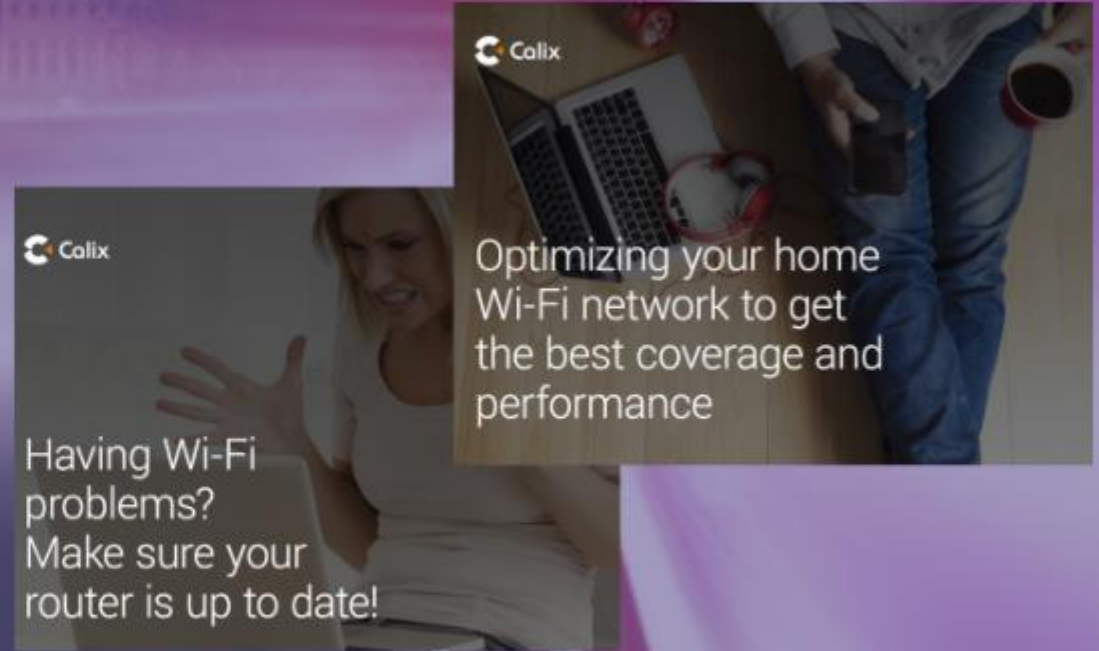 Calix
Optimizing your home
Wi-Fi network to get
the best coverage and
performance
Calix
Having Wi-Fi
problems?
Make sure your
router is up to date!